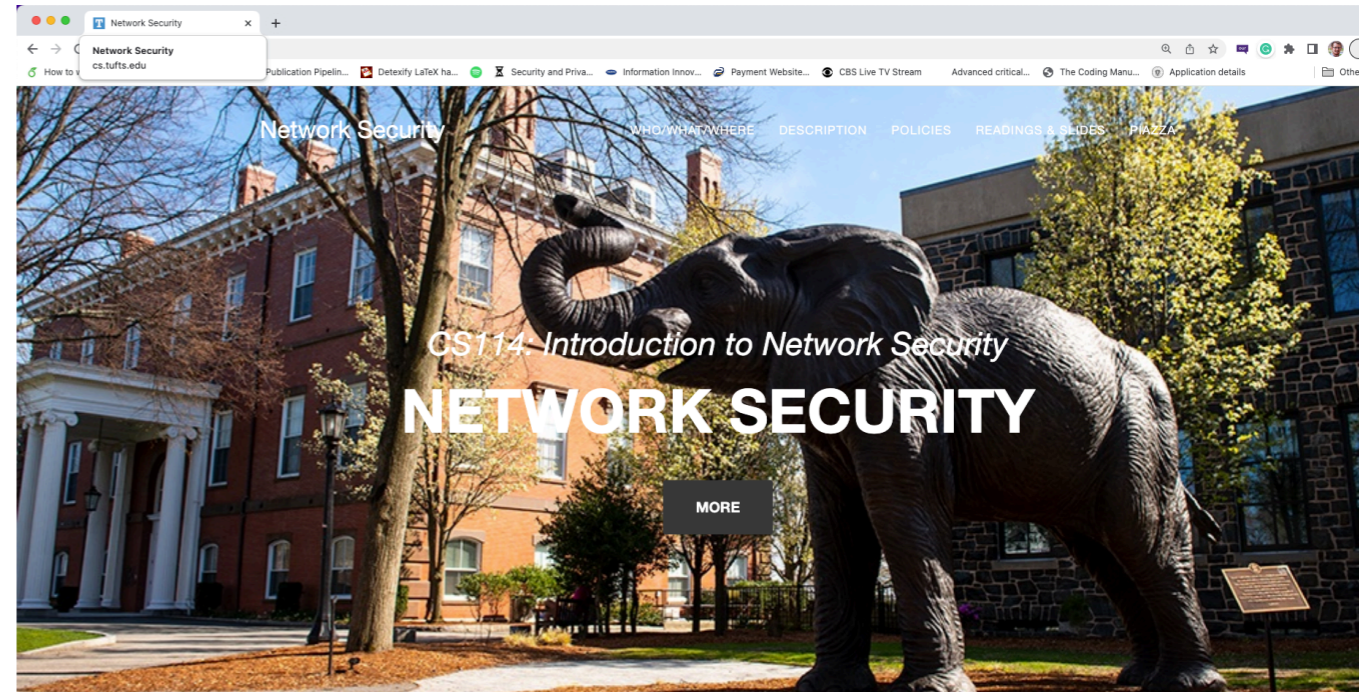 Network Security
Network Security
cs.tufts.edu
How to
Publication Pipelin... Detexify LaTeX ha... Security and Priva... Information Innov... Payment Website... CBS Live TV Stream Advanced critical... The Coding Manu... Application details Othe
Network Security WHO/WHAT/WHERE DESCRIPTION POLICIES READINGS & SLIDES PIAZZA
CS114: Introduction to Network Security
NETWORK SECURITY
MORE